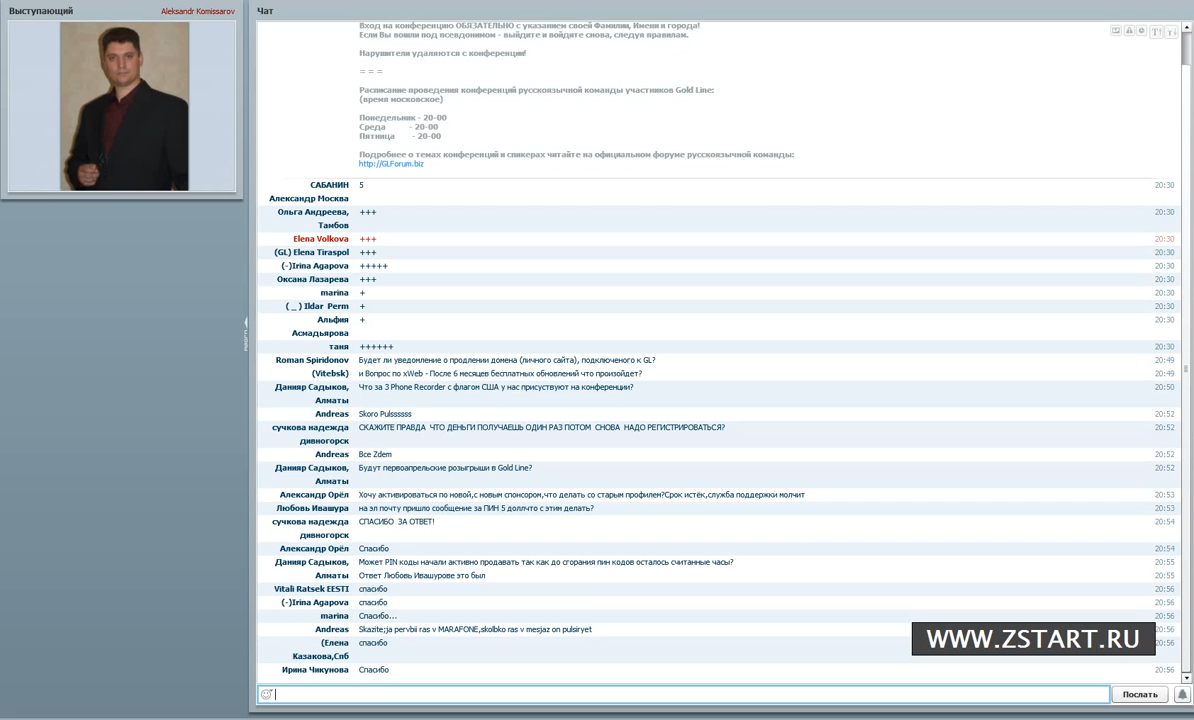 Выступающий
Aleksandr Komissarov
Чат
Вход на конференцию ОБЯЗАТЕЛЬНО с указанием своей Фамилии, Имени и города!
Если Вы вошли под псевдонимом - выйдите и войдите снова, следуя правилам.
Нарушители удаляются с конференции!
= = =
Расписание проведения конференций русскоязычной команды участников Gold Line:
(время московское)
Понедельник - 20-00
Среда - 20-00
Пятница - 20-00
Подробнее о темах конференций и спикерах читайте на официальном форуме русскоязычной команды:
http://GLForum.biz
САБАНИН 5 20:30
Александр Москва
Ольга Андреева, +++ 20:30
Тамбов
Elena Volkova +++ 20:30
(GL) Elena Tiraspol +++ 20:30
(-)Irina Agapova +++++ 20:30
Оксана Лазарева +++ 20:30
marina + 20:30
( _ ) Ildar Perm + 20:30
Альфия + 20:30
Асмадьярова
таня ++++++ 20:30
Roman Spiridonov Будет ли уведомление о продлении домена (личного сайта), подключеного к GL? 20:49
(Vitebsk) и Вопрос по xWeb - После 6 месяцев бесплатных обновлений что произойдет? 20:49
Данияр Садыков, Что за 3 Phone Recorder с флагом США у нас присуствуют на конференции? 20:50
Алматы
Andreas Skoro Pulssssss 20:52
сучкова надежда СКАЖИТЕ ПРАВДА ЧТО ДЕНЬГИ ПОЛУЧАЕШЬ ОДИН РАЗ ПОТОМ СНОВА НАДО РЕГИСТРИРОВАТЬСЯ? 20:52
дивногорск
Andreas Все Zdem 20:52
Данияр Садыков, Будут первоапрельские розыгрыши в Gold Line? 20:52
Алматы
Александр Орёл Хочу активироваться по новой,с новым спонсором,что делать со старым профилем?Срок истёк,служба поддержки молчит 20:53
Любовь Ивашура на эл почту пришло сообщение за ПИН 5 доллчто с этим делать? 20:53
сучкова надежда СПАСИБО ЗА ОТВЕТ! 20:54
дивногорск
Александр Орёл Спасибо 20:54
Данияр Садыков, Может PIN коды начали активно продавать так как до сгорания пин кодов осталось считанные часы? 20:55
Алматы Ответ Любовь Ивашурове это был 20:55
Vitali Ratsek EESTI спасибо 20:56
(-)Irina Agapova спасибо 20:56
marina Спасибо... 20:56
Andreas Skazite;ja pervbii ras v MARAFONE,skolbko ras v mesjaz on pulsiryet 20:56
(Елена спасибо 20:56
Казакова,Спб
Ирина Чикунова Спасибо 20:56
WWW.ZSTART.RU
Послать